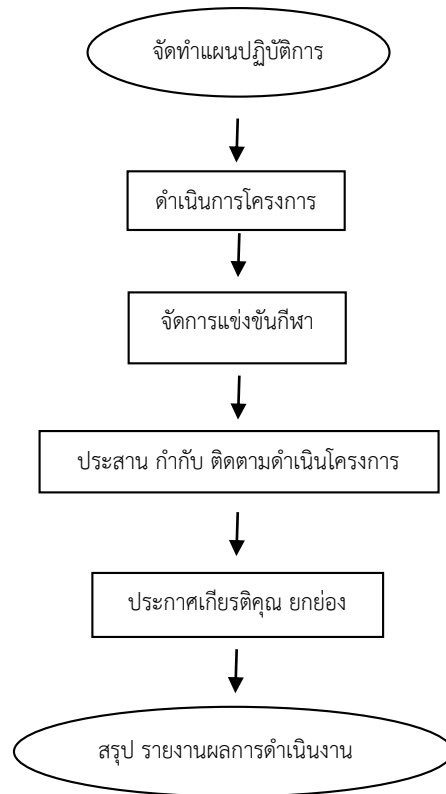 จัดทำแผนปฏิบัติการ
ดำเนินการโครงการ
จัดการแข่งขันกีฬา
ประสาน กำกับ ติดตามดำเนินโครงการ
ประกาศเกียรติคุณ ยกย่อง
สรุป รายงานผลการดำเนินงาน